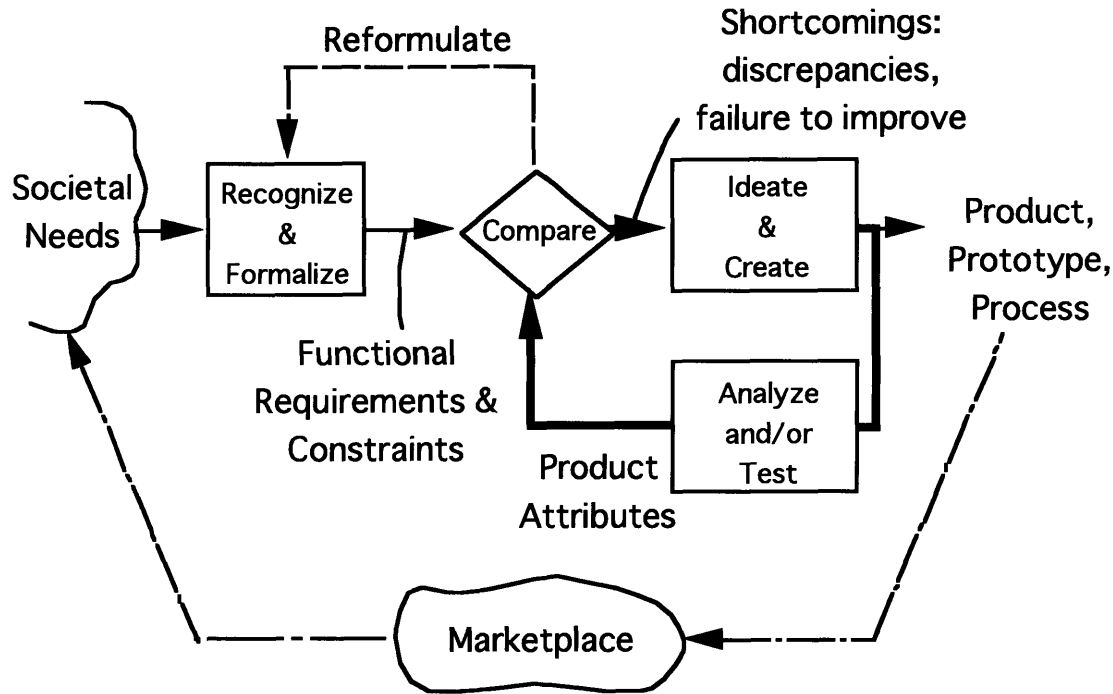 Reformulate
Shortcomings:
discrepancies,
failure to improve
Societal
Needs
Recognize
&
Formalize
Compare
Ideate
&
Create
Product,
Prototype,
Process
Functional
Requirements &
Constraints
Analyze
and/or
Test
Product
Attributes
Marketplace